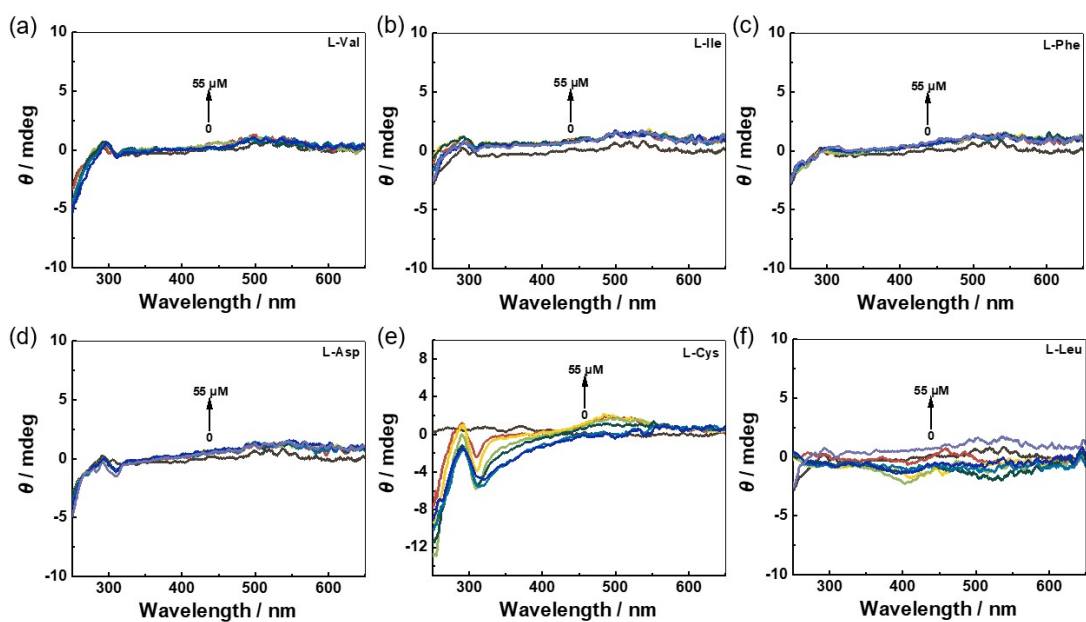 (a)
L-Val
10
5
0
-5
-10
θ / mdeg
55 µM
0
300 400 500 600
Wavelength / nm
(b)
L-Ile
10
5
0
-5
-10
θ / mdeg
55 µM
0
300 400 500 600
Wavelength / nm
(c)
L-Phe
10
5
0
-5
-10
θ / mdeg
55 µM
0
300 400 500 600
Wavelength / nm
(d)
L-Asp
10
5
0
-5
-10
θ / mdeg
55 µM
0
300 400 500 600
Wavelength / nm
(e)
L-Cys
8
4
0
-4
-8
-12
θ / mdeg
55 µM
0
300 400 500 600
Wavelength / nm
(f)
L-Leu
10
5
0
-5
-10
θ / mdeg
55 µM
0
300 400 500 600
Wavelength / nm